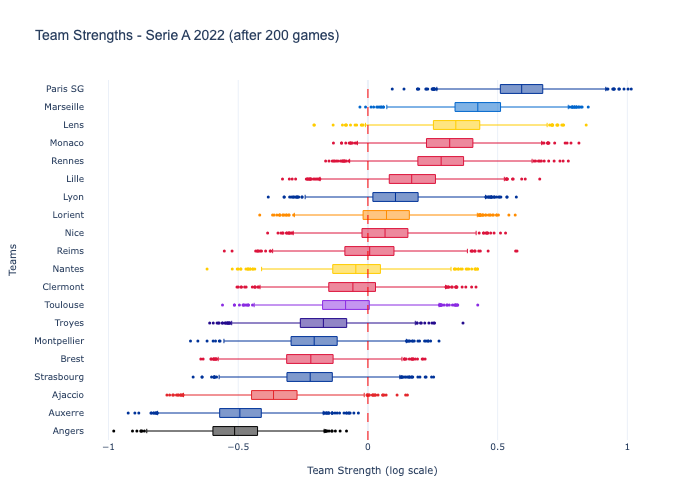 Team Strengths - Serie A 2022 (after 200 games)
Paris SG
Marseille
Lens
Monaco
Rennes
Lille
Lyon
Lorient
Nice
Reims
Nantes
Clermont
Toulouse
Troyes
Montpellier
Brest
Strasbourg
Ajaccio
Auxerre
Angers
Teams
−1 −0.5 0 0.5 1
Team Strength (log scale)